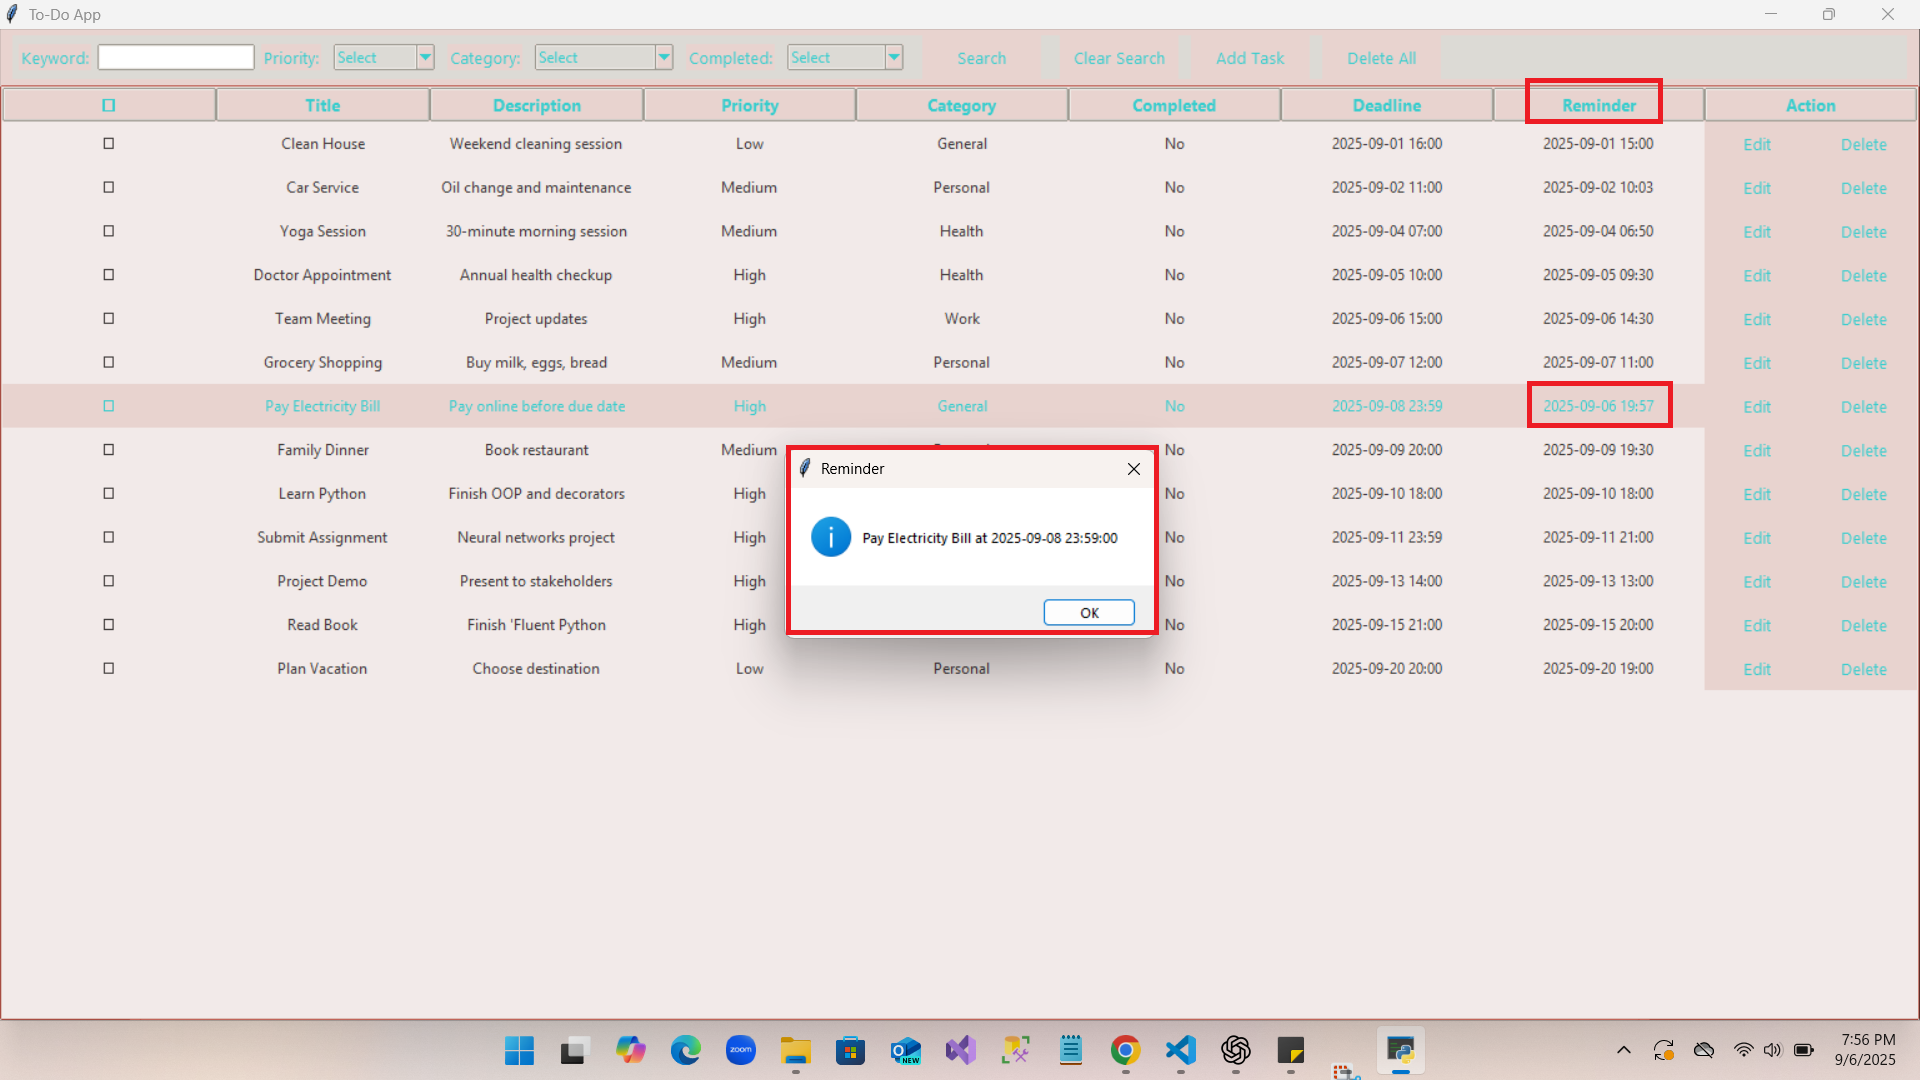 To-Do App
Keyword: Priority: Select Category: Select Completed: Select Search Clear Search Add Task Delete All
Title Description Priority Category Completed Deadline Reminder Action
Clean House Weekend cleaning session Low General No 2025-09-01 16:00 2025-09-01 15:00 Edit Delete
Car Service Oil change and maintenance Medium Personal No 2025-09-02 11:00 2025-09-02 10:03 Edit Delete
Yoga Session 30-minute morning session Medium Health No 2025-09-04 07:00 2025-09-04 06:50 Edit Delete
Doctor Appointment Annual health checkup High Health No 2025-09-05 10:00 2025-09-05 09:30 Edit Delete
Team Meeting Project updates High Work No 2025-09-06 15:00 2025-09-06 14:30 Edit Delete
Grocery Shopping Buy milk, eggs, bread Medium Personal No 2025-09-07 12:00 2025-09-07 11:00 Edit Delete
Pay Electricity Bill Pay online before due date High General No 2025-09-08 23:59 2025-09-06 19:57 Edit Delete
Family Dinner Book restaurant Medium No 2025-09-09 20:00 2025-09-09 19:30 Edit Delete
Learn Python Finish OOP and decorators High No 2025-09-10 18:00 2025-09-10 18:00 Edit Delete
Submit Assignment Neural networks project High No 2025-09-11 23:59 2025-09-11 21:00 Edit Delete
Project Demo Present to stakeholders High No 2025-09-13 14:00 2025-09-13 13:00 Edit Delete
Read Book Finish 'Fluent Python High No 2025-09-15 21:00 2025-09-15 20:00 Edit Delete
Plan Vacation Choose destination Low Personal No 2025-09-20 20:00 2025-09-20 19:00 Edit Delete
Reminder
Pay Electricity Bill at 2025-09-08 23:59:00
OK
zoom
NEW
7:56 PM
9/6/2025